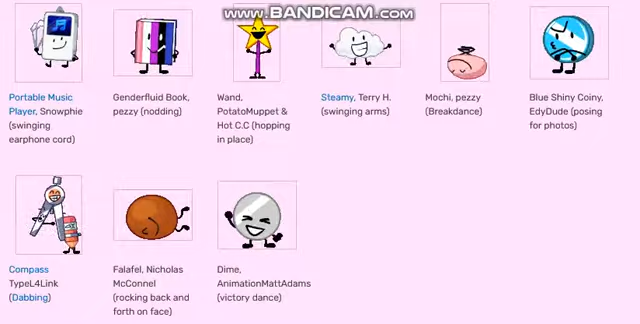 www.BANDICAM.com
Portable Music
Player, Snowphie
(swinging
earphone cord)
Genderfluid Book,
pezzy (nodding)
Wand,
PotatoMuppet &
Hot C.C (hopping
in place)
Steamy, Terry H.
(swinging arms)
Mochi, pezzy
(Breakdance)
Blue Shiny Coiny,
EdyDude (posing
for photos)
Compass
TypeL4Link
(Dabbing)
Falafel, Nicholas
McConnel
(rocking back and
forth on face)
Dime,
AnimationMattAdams
(victory dance)